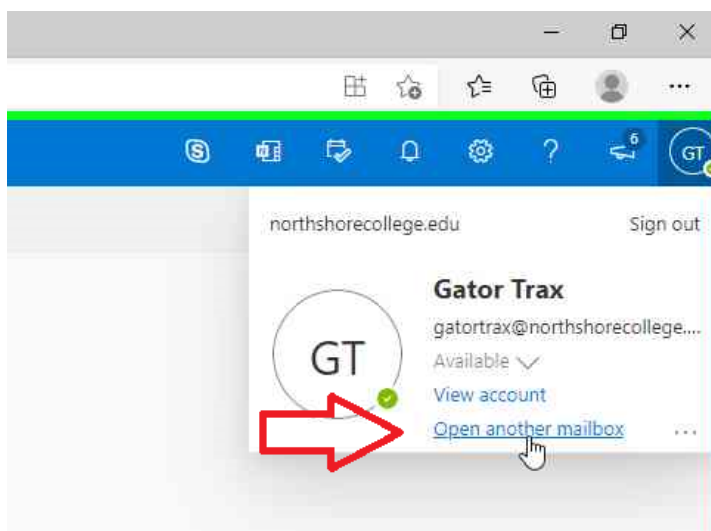 6
GT
northshorecollege.edu Sign out
Gator Trax
GT
gatortrax@northshorecollege....
Available
View account
Open another mailbox